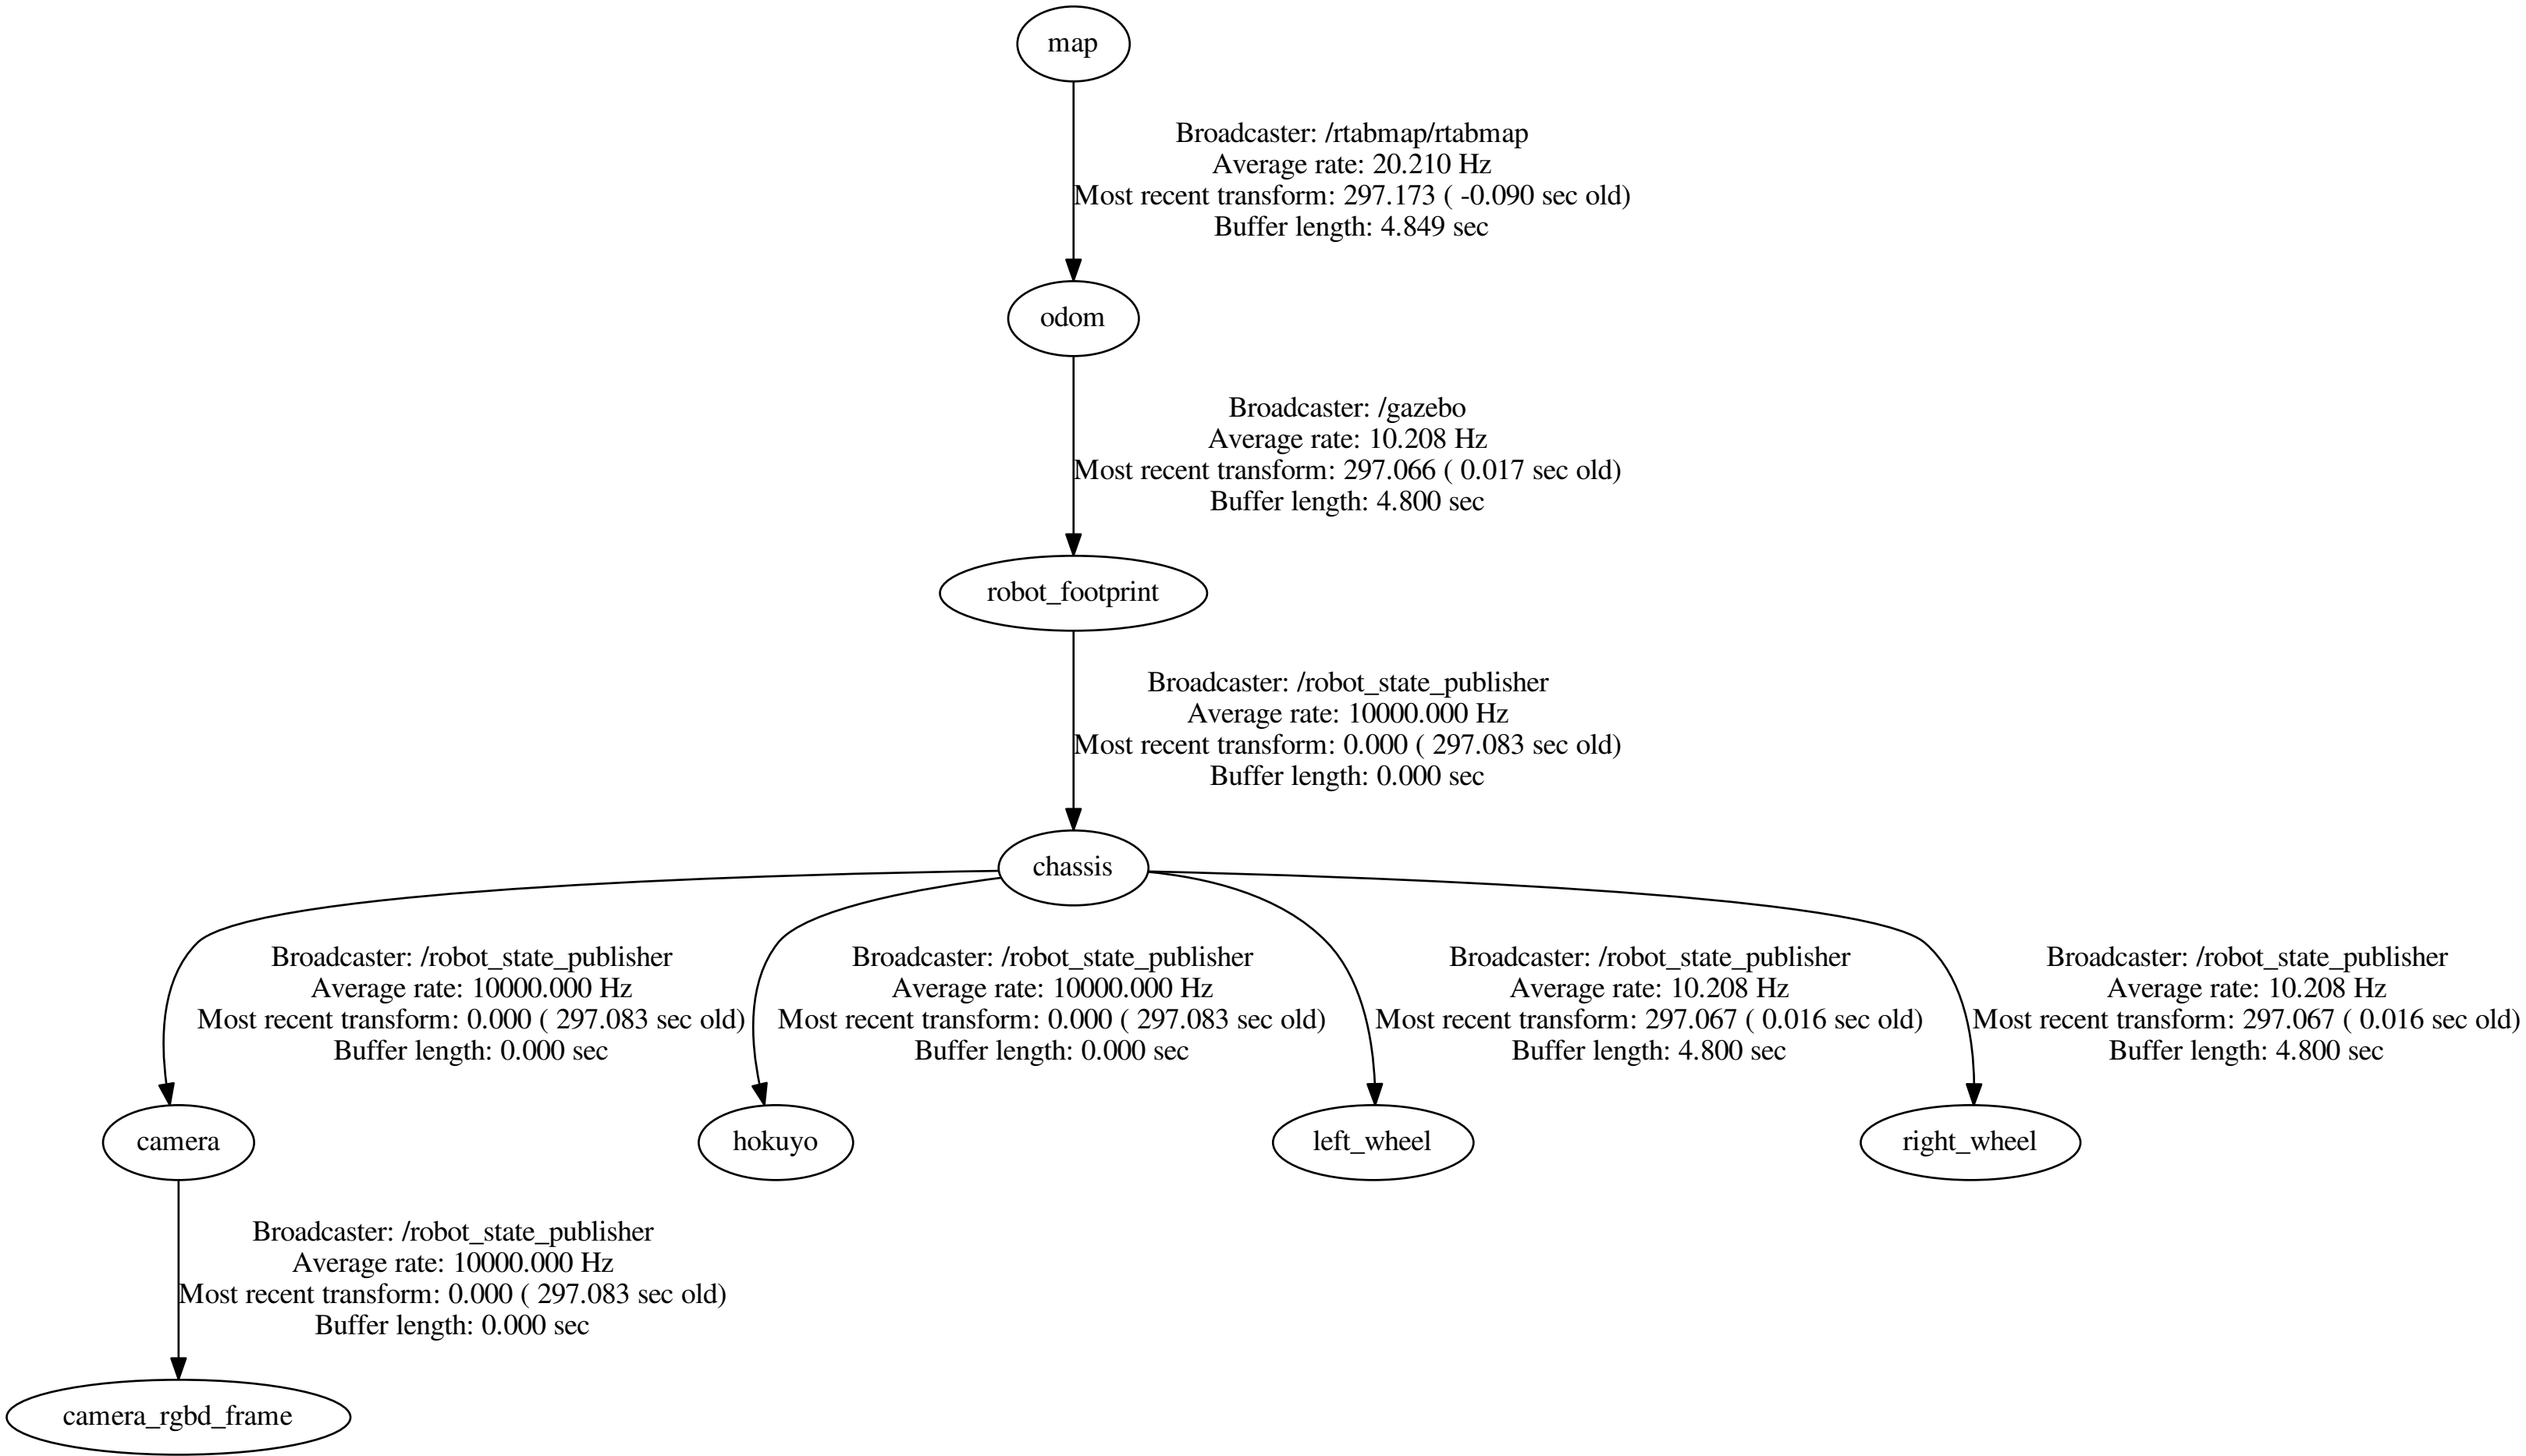 map
Broadcaster: /rtabmap/rtabmap
Average rate: 20.210 Hz
Most recent transform: 297.173 ( -0.090 sec old)
Buffer length: 4.849 sec
odom
Broadcaster: /gazebo
Average rate: 10.208 Hz
Most recent transform: 297.066 ( 0.017 sec old)
Buffer length: 4.800 sec
robot_footprint
Broadcaster: /robot_state_publisher
Average rate: 10000.000 Hz
Most recent transform: 0.000 ( 297.083 sec old)
Buffer length: 0.000 sec
chassis
Broadcaster: /robot_state_publisher
Average rate: 10000.000 Hz
Most recent transform: 0.000 ( 297.083 sec old)
Buffer length: 0.000 sec
Broadcaster: /robot_state_publisher
Average rate: 10000.000 Hz
Most recent transform: 0.000 ( 297.083 sec old)
Buffer length: 0.000 sec
Broadcaster: /robot_state_publisher
Average rate: 10.208 Hz
Most recent transform: 297.067 ( 0.016 sec old)
Buffer length: 4.800 sec
Broadcaster: /robot_state_publisher
Average rate: 10.208 Hz
Most recent transform: 297.067 ( 0.016 sec old)
Buffer length: 4.800 sec
camera
hokuyo
left_wheel
right_wheel
Broadcaster: /robot_state_publisher
Average rate: 10000.000 Hz
Most recent transform: 0.000 ( 297.083 sec old)
Buffer length: 0.000 sec
camera_rgbd_frame